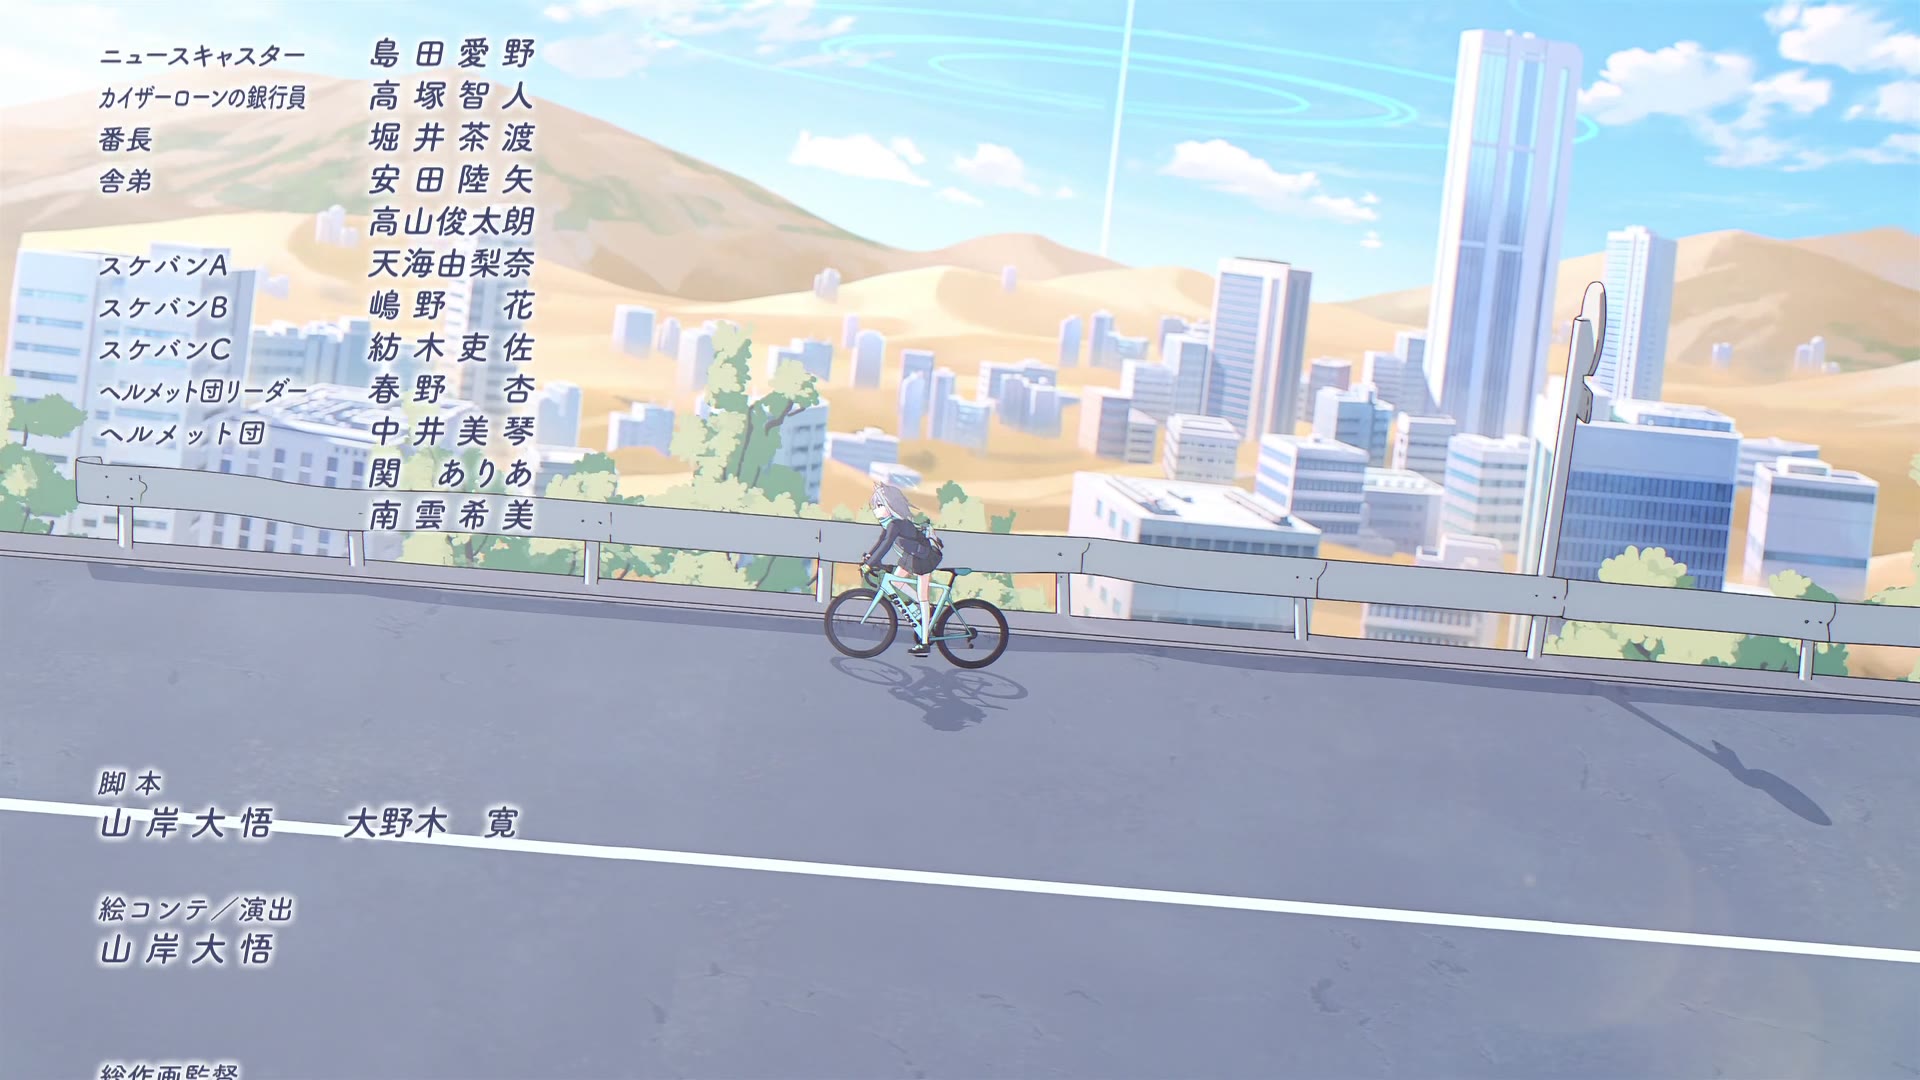 ニュースキャスター 島田愛野
カイザーローンの銀行員 高塚智人
番長 堀井茶渡
舎弟 安田陸矢
高山俊太朗
スケバンA 天海由梨奈
スケバンB 嶋野 花
スケバンC 紡木吏佐
ヘルメット団リーダー 春野 杏
ヘルメット団 中井美琴
関 ありあ
南雲希美
脚本
山岸大悟 大野木 寛
絵コンテ／演出
山岸大悟
総作画監督